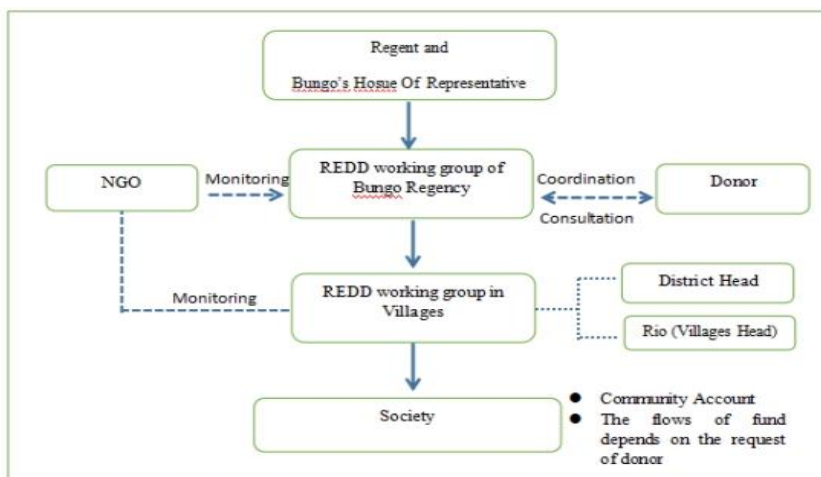 Regent and
Bungo's Hosue Of Representative
NGO
Monitoring
REDD working group of
Bungo Regency
Coordination
Consultation
Donor
Monitoring
REDD working group in
Villages
District Head
Rio (Villages Head)
Society
● Community Account
● The flows of fund
depends on the request
of donor